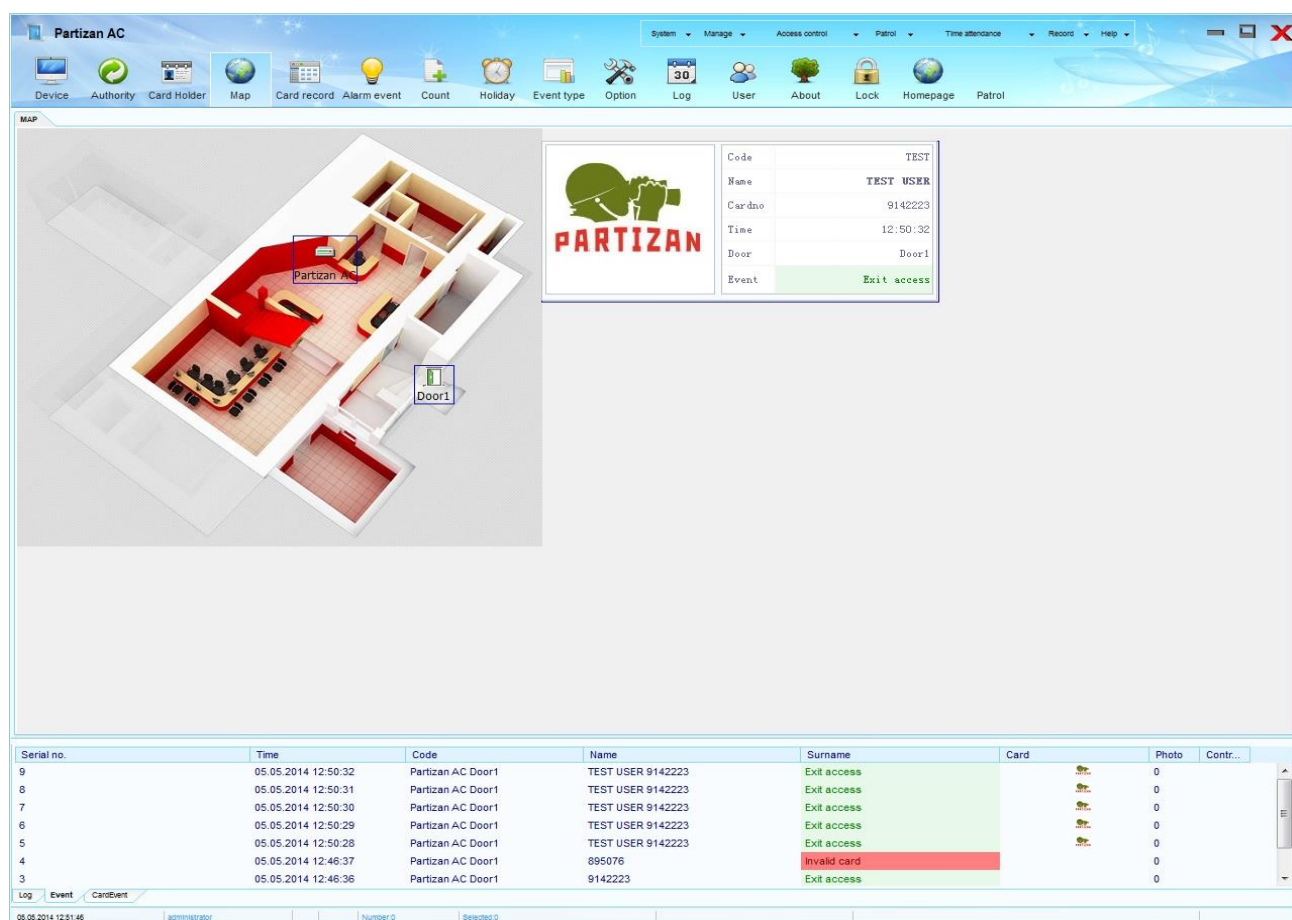 Partizan AC
System Manage Access control Patrol Time attendance Record Help
Device Authority Card Holder Map Card record Alarm event Count Holiday Event type Option Log User About Lock Homepage Patrol
30
MAP
Partizan AC
Door1
PARTIZAN
Code TEST
Name TEST USER
Cardno 9142223
Time 12:50:32
Door Door1
Event Exit access
Serial no. Time Code Name Surname Card Photo Contr...
9 05.05.2014 12:50:32 Partizan AC Door1 TEST USER 9142223 Exit access 0
8 05.05.2014 12:50:31 Partizan AC Door1 TEST USER 9142223 Exit access 0
7 05.05.2014 12:50:30 Partizan AC Door1 TEST USER 9142223 Exit access 0
6 05.05.2014 12:50:29 Partizan AC Door1 TEST USER 9142223 Exit access 0
5 05.05.2014 12:50:28 Partizan AC Door1 TEST USER 9142223 Exit access 0
4 05.05.2014 12:46:37 Partizan AC Door1 895076 Invalid card 0
3 05.05.2014 12:46:36 Partizan AC Door1 9142223 Exit access 0
Log Event CardEvent
05.05.2014 12:51:46 administrator Number:0 Selected:0